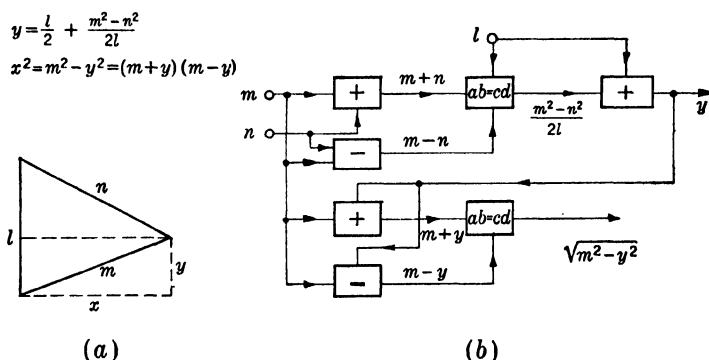 y = l/2 + (m² − n²)/2l
x² = m² − y² = (m + y) (m − y)
l
m
n
m + n
ab=cd
+
(m² − n²)/2l
+
y
−
m − n
+
m + y
ab=cd
√(m² − y²)
−
m − y
n
l
m
y
x
(a)
(b)